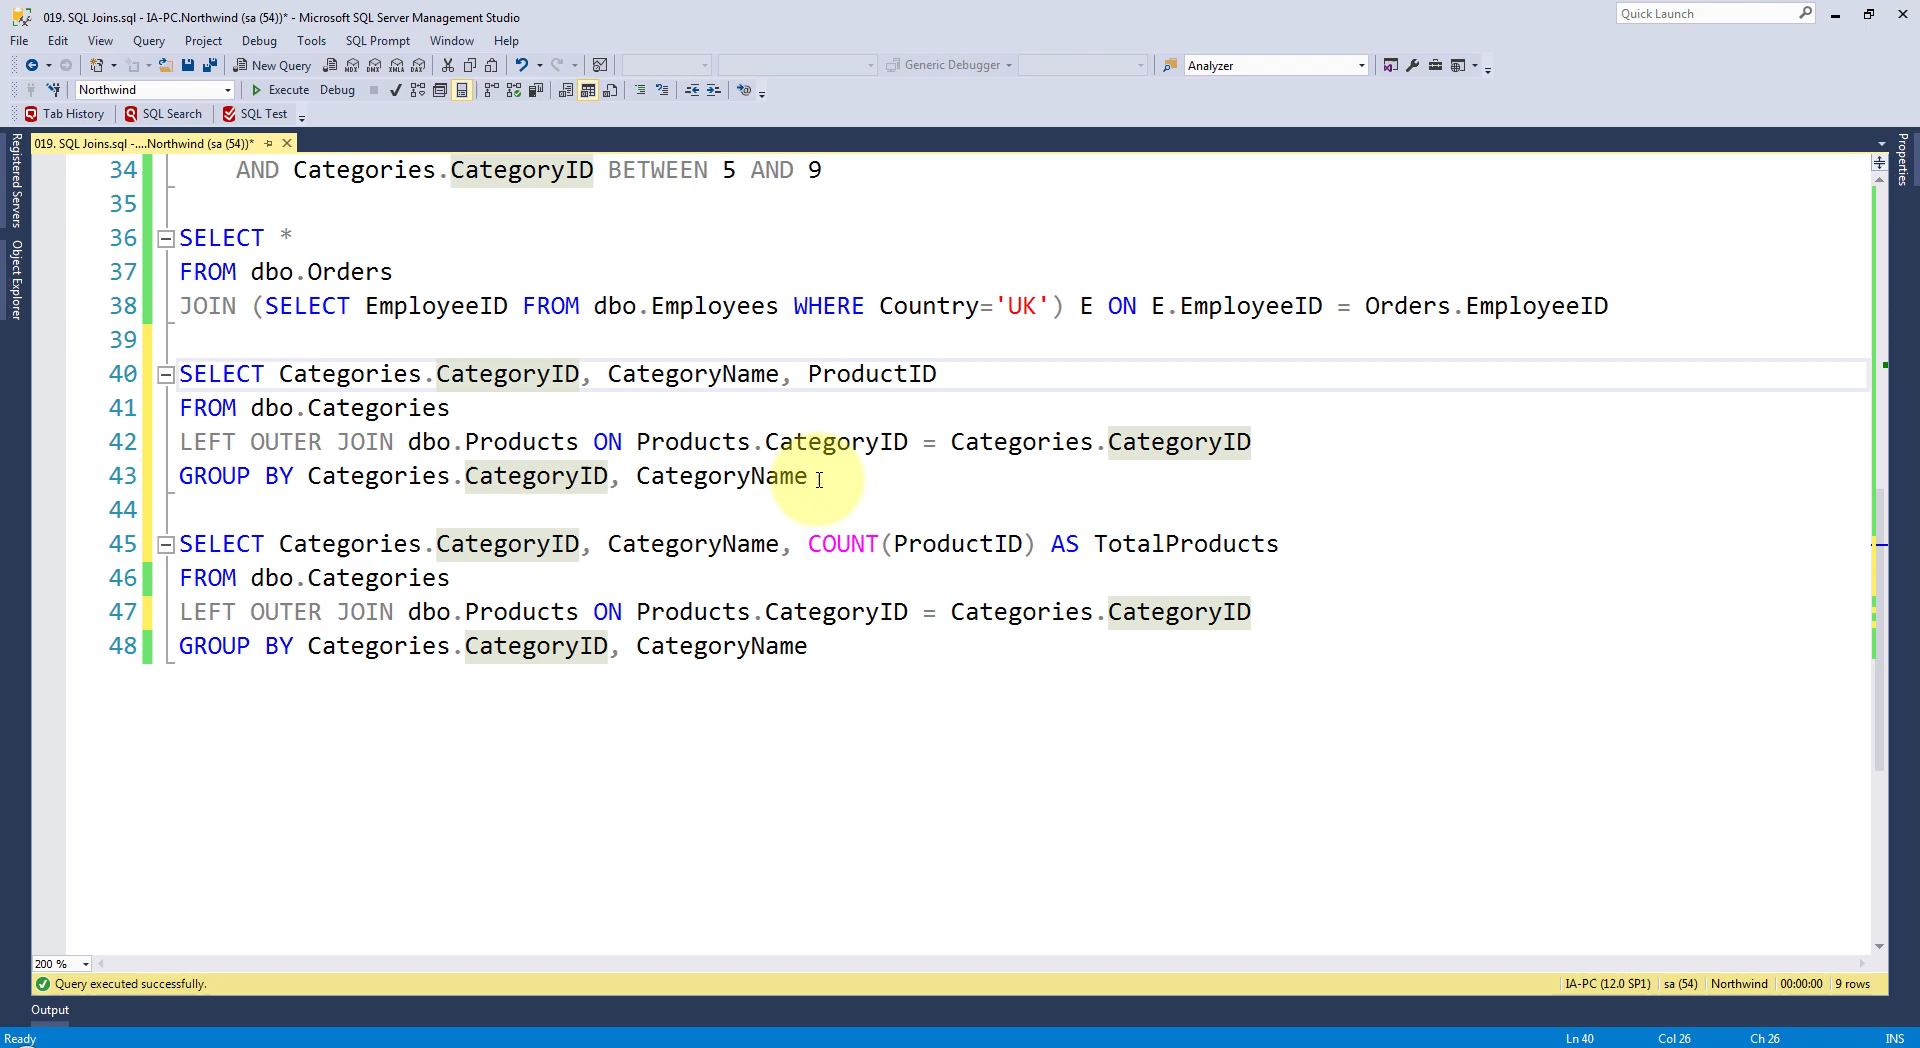 019. SQL Joins.sql - IA-PC.Northwind (sa (54))* - Microsoft SQL Server Management Studio
Quick Launch
File Edit View Query Project Debug Tools SQL Prompt Window Help
New Query
Generic Debugger
Analyzer
Northwind
Execute Debug
Tab History SQL Search SQL Test
019. SQL Joins.sql -....Northwind (sa (54))*
Registered Servers
Object Explorer
Properties
34 AND Categories.CategoryID BETWEEN 5 AND 9
35
36 SELECT *
37 FROM dbo.Orders
38 JOIN (SELECT EmployeeID FROM dbo.Employees WHERE Country='UK') E ON E.EmployeeID = Orders.EmployeeID
39
40 SELECT Categories.CategoryID, CategoryName, ProductID
41 FROM dbo.Categories
42 LEFT OUTER JOIN dbo.Products ON Products.CategoryID = Categories.CategoryID
43 GROUP BY Categories.CategoryID, CategoryName
44
45 SELECT Categories.CategoryID, CategoryName, COUNT(ProductID) AS TotalProducts
46 FROM dbo.Categories
47 LEFT OUTER JOIN dbo.Products ON Products.CategoryID = Categories.CategoryID
48 GROUP BY Categories.CategoryID, CategoryName
200 %
Query executed successfully.
IA-PC (12.0 SP1) sa (54) Northwind 00:00:00 9 rows
Output
Ready
Ln 40 Col 26 Ch 26 INS